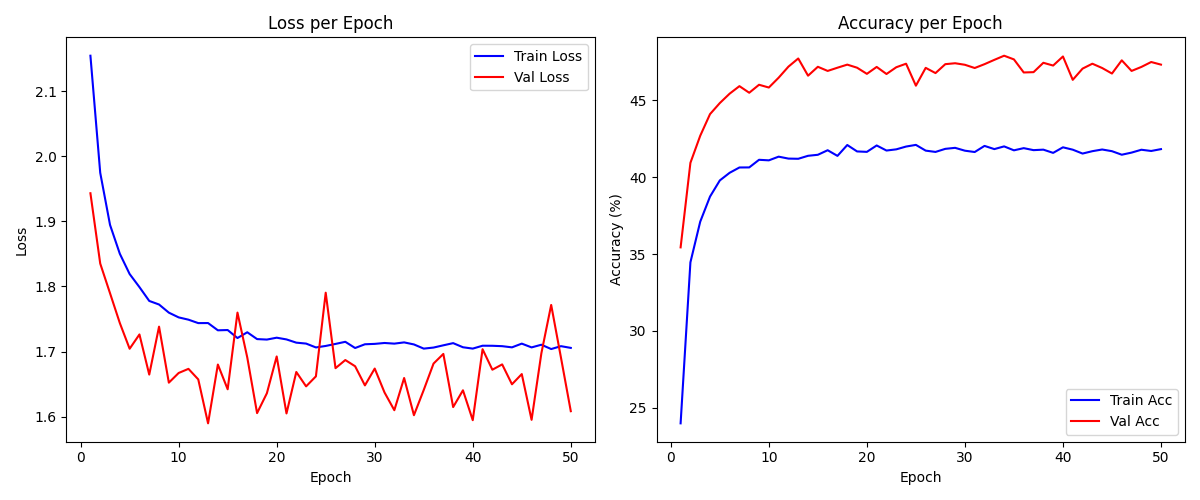 Loss per Epoch
Train Loss
Val Loss
2.1
2.0
1.9
1.8
1.7
1.6
Loss
0
10
20
30
40
50
Epoch
Accuracy per Epoch
45
40
35
30
25
Accuracy (%)
Train Acc
Val Acc
0
10
20
30
40
50
Epoch